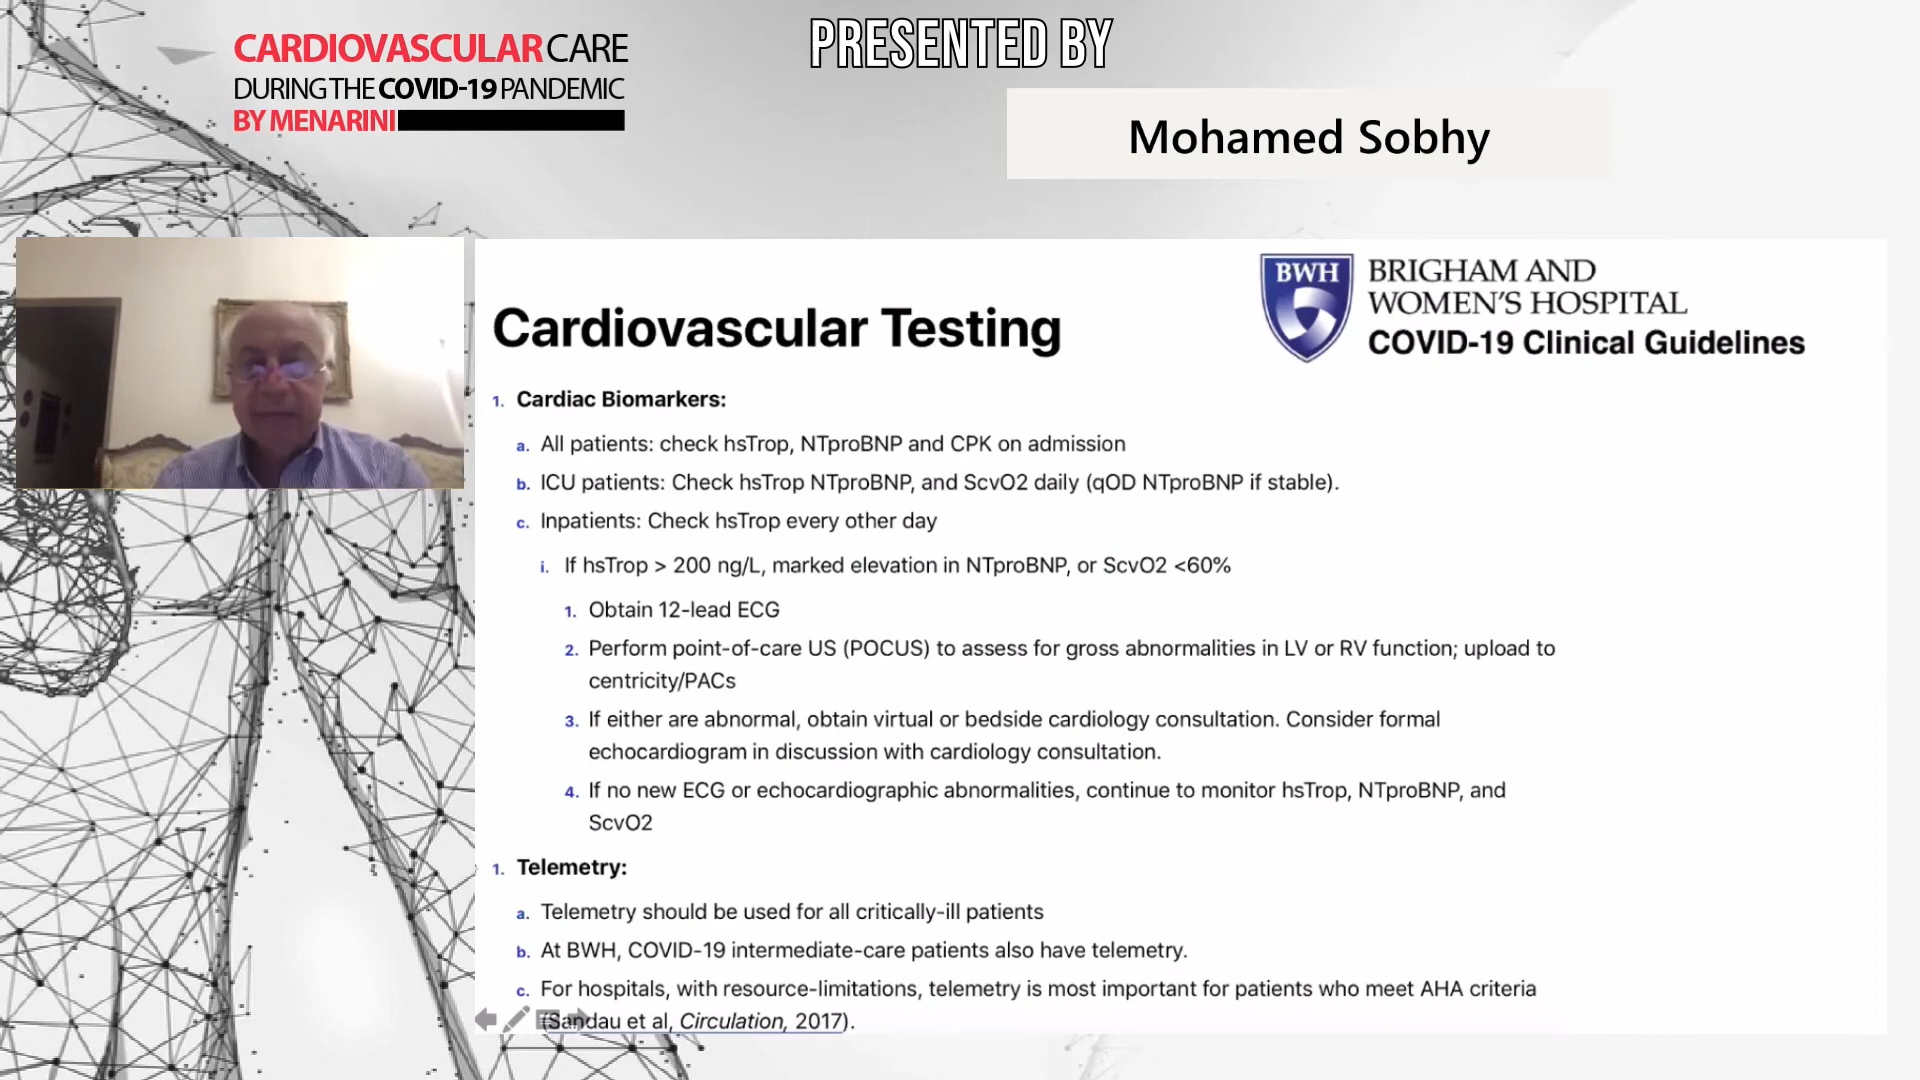 CARDIOVASCULAR CARE
DURING THE COVID-19 PANDEMIC
BY MENARINI
PRESENTED BY
Mohamed Sobhy
BWH
BRIGHAM AND
WOMEN'S HOSPITAL
COVID-19 Clinical Guidelines
Cardiovascular Testing
1. Cardiac Biomarkers:
a. All patients: check hsTrop, NTproBNP and CPK on admission
b. ICU patients: Check hsTrop NTproBNP, and ScvO2 daily (qOD NTproBNP if stable).
c. Inpatients: Check hsTrop every other day
i. If hsTrop > 200 ng/L, marked elevation in NTproBNP, or ScvO2 <60%
1. Obtain 12-lead ECG
2. Perform point-of-care US (POCUS) to assess for gross abnormalities in LV or RV function; upload to
centricity/PACs
3. If either are abnormal, obtain virtual or bedside cardiology consultation. Consider formal
echocardiogram in discussion with cardiology consultation.
4. If no new ECG or echocardiographic abnormalities, continue to monitor hsTrop, NTproBNP, and
ScvO2
1. Telemetry:
a. Telemetry should be used for all critically-ill patients
b. At BWH, COVID-19 intermediate-care patients also have telemetry.
c. For hospitals, with resource-limitations, telemetry is most important for patients who meet AHA criteria
(Sandau et al, Circulation, 2017).